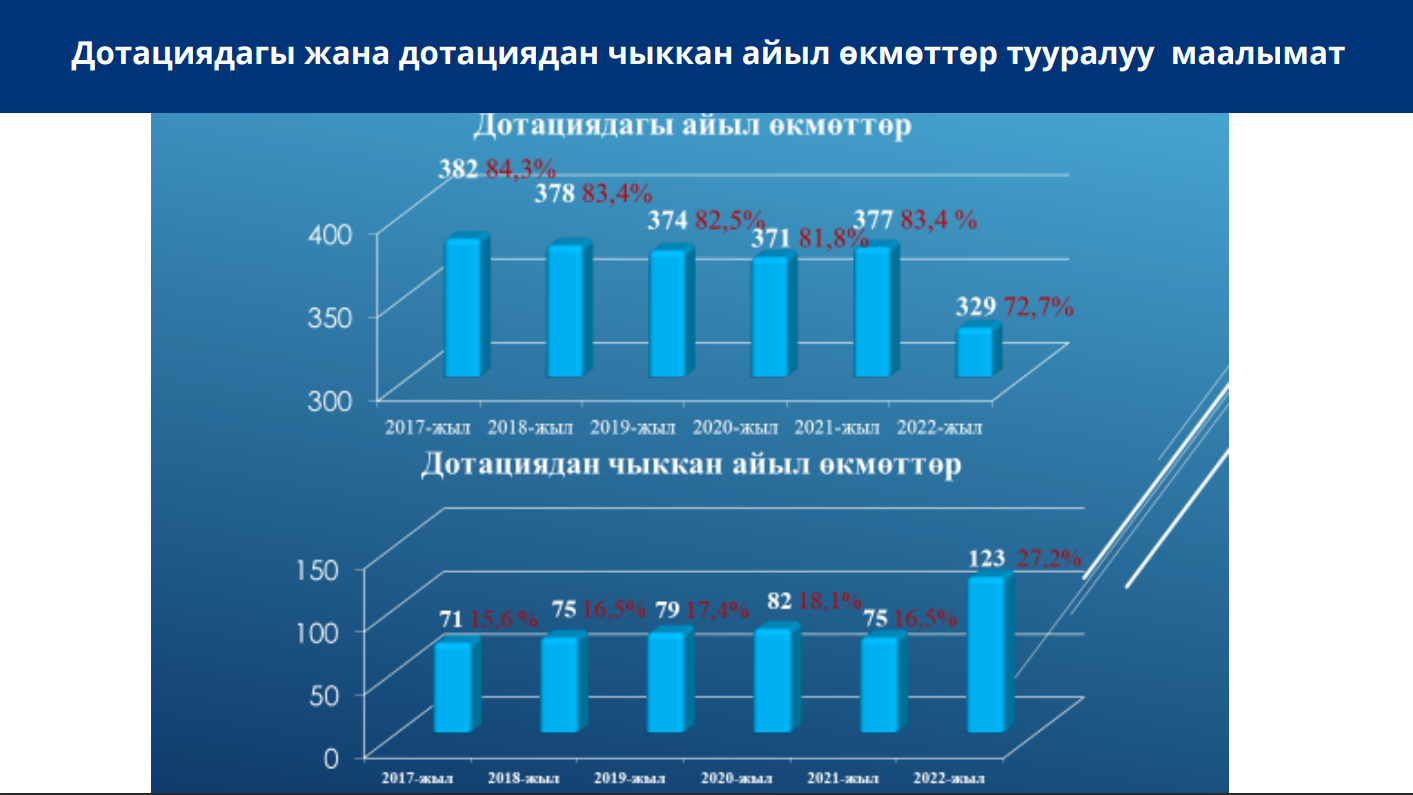 Дотациядагы жана дотациядан чыккан айыл өкмөттөр тууралуу  маалымат
Дотациядагы айыл өкмөттөр
382 84,3%
378 83,4%
374 82,5%
371 81,8%
377 83,4 %
329 72,7%
400
350
300
2017-жыл 2018-жыл 2019-жыл 2020-жыл 2021-жыл 2022-жыл
Дотациядан чыккан айыл өкмөттөр
71 15,6 %
75 16,5%
79 17,4%
82 18,1%
75 16,5%
123 27,2%
150
100
50
0
2017-жыл 2018-жыл 2019-жыл 2020-жыл 2021-жыл 2022-жыл